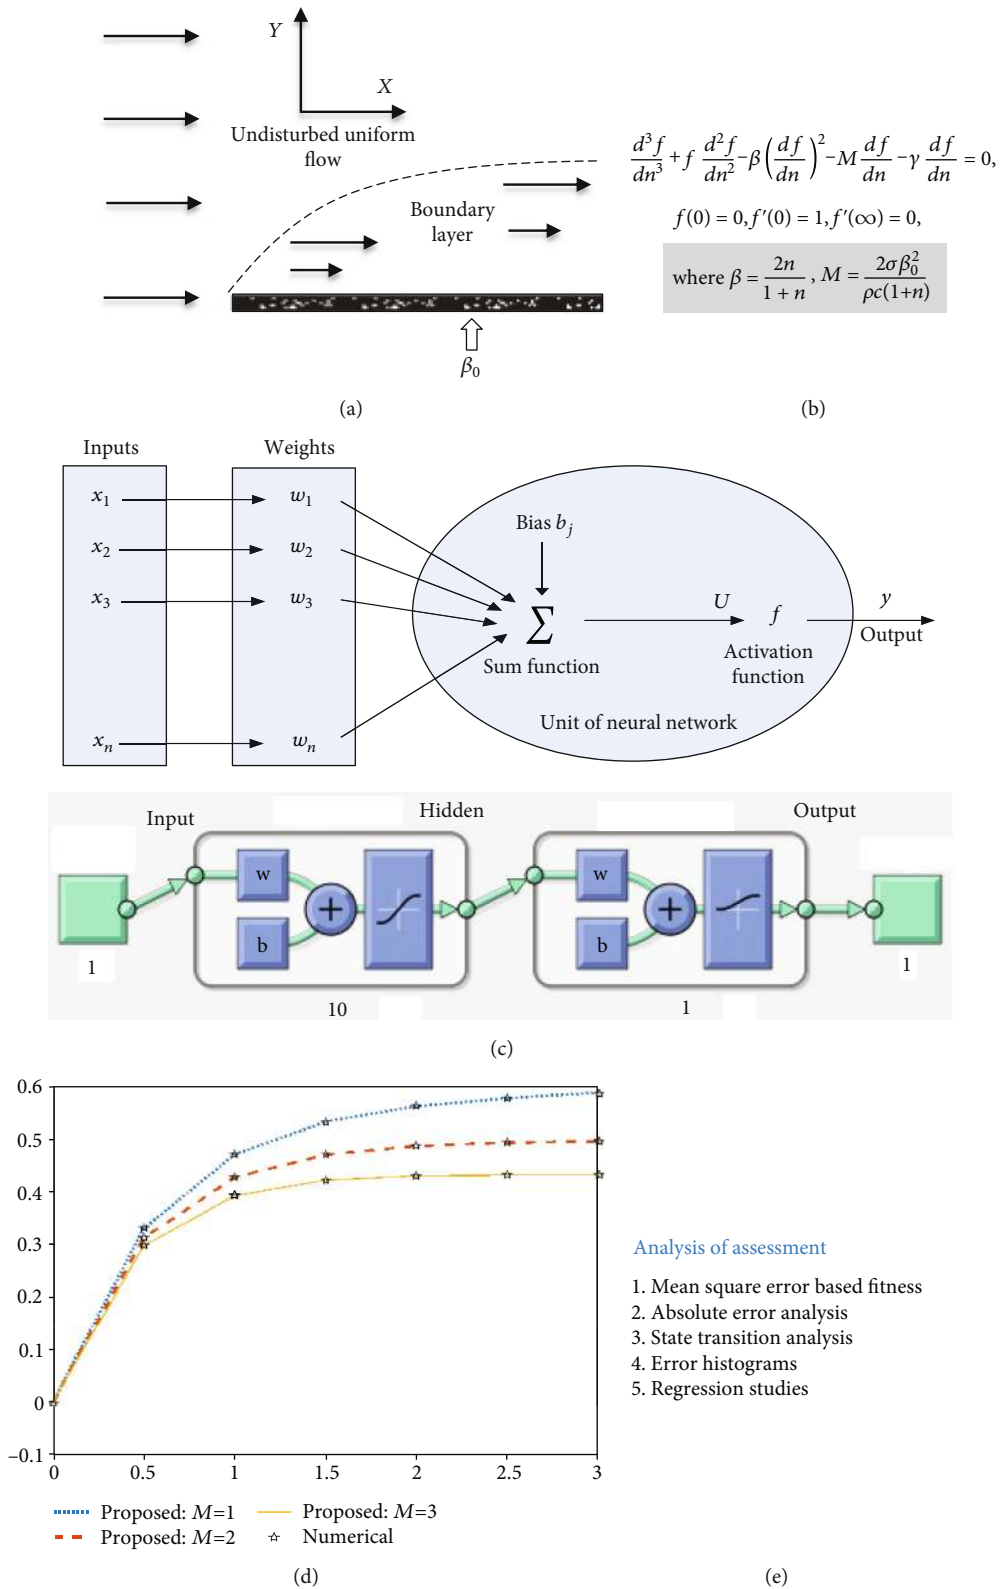 Y
X
Undisturbed uniform
flow
Boundary
layer
β₀
(a)
d³f/dn³ + f d²f/dn² − β(df/dn)² − M df/dn − γ df/dn = 0,
f(0) = 0, f′(0) = 1, f′(∞) = 0,
where β = 2n/1 + n, M = 2σβ₀²/ρc(1+n)
(b)
Inputs
Weights
x₁ w₁
x₂ w₂
x₃ w₃
xₙ wₙ
Bias bⱼ
∑
Sum function
U
f
Activation
function
y
Output
Unit of neural network
Input
Hidden
Output
w
b
+
w
b
+
1
10
1
1
(c)
0.6
0.5
0.4
0.3
0.2
0.1
0
−0.1
0 0.5 1 1.5 2 2.5 3
Proposed: M=1
Proposed: M=2
Proposed: M=3
Numerical
(d)
Analysis of assessment
1. Mean square error based fitness
2. Absolute error analysis
3. State transition analysis
4. Error histograms
5. Regression studies
(e)